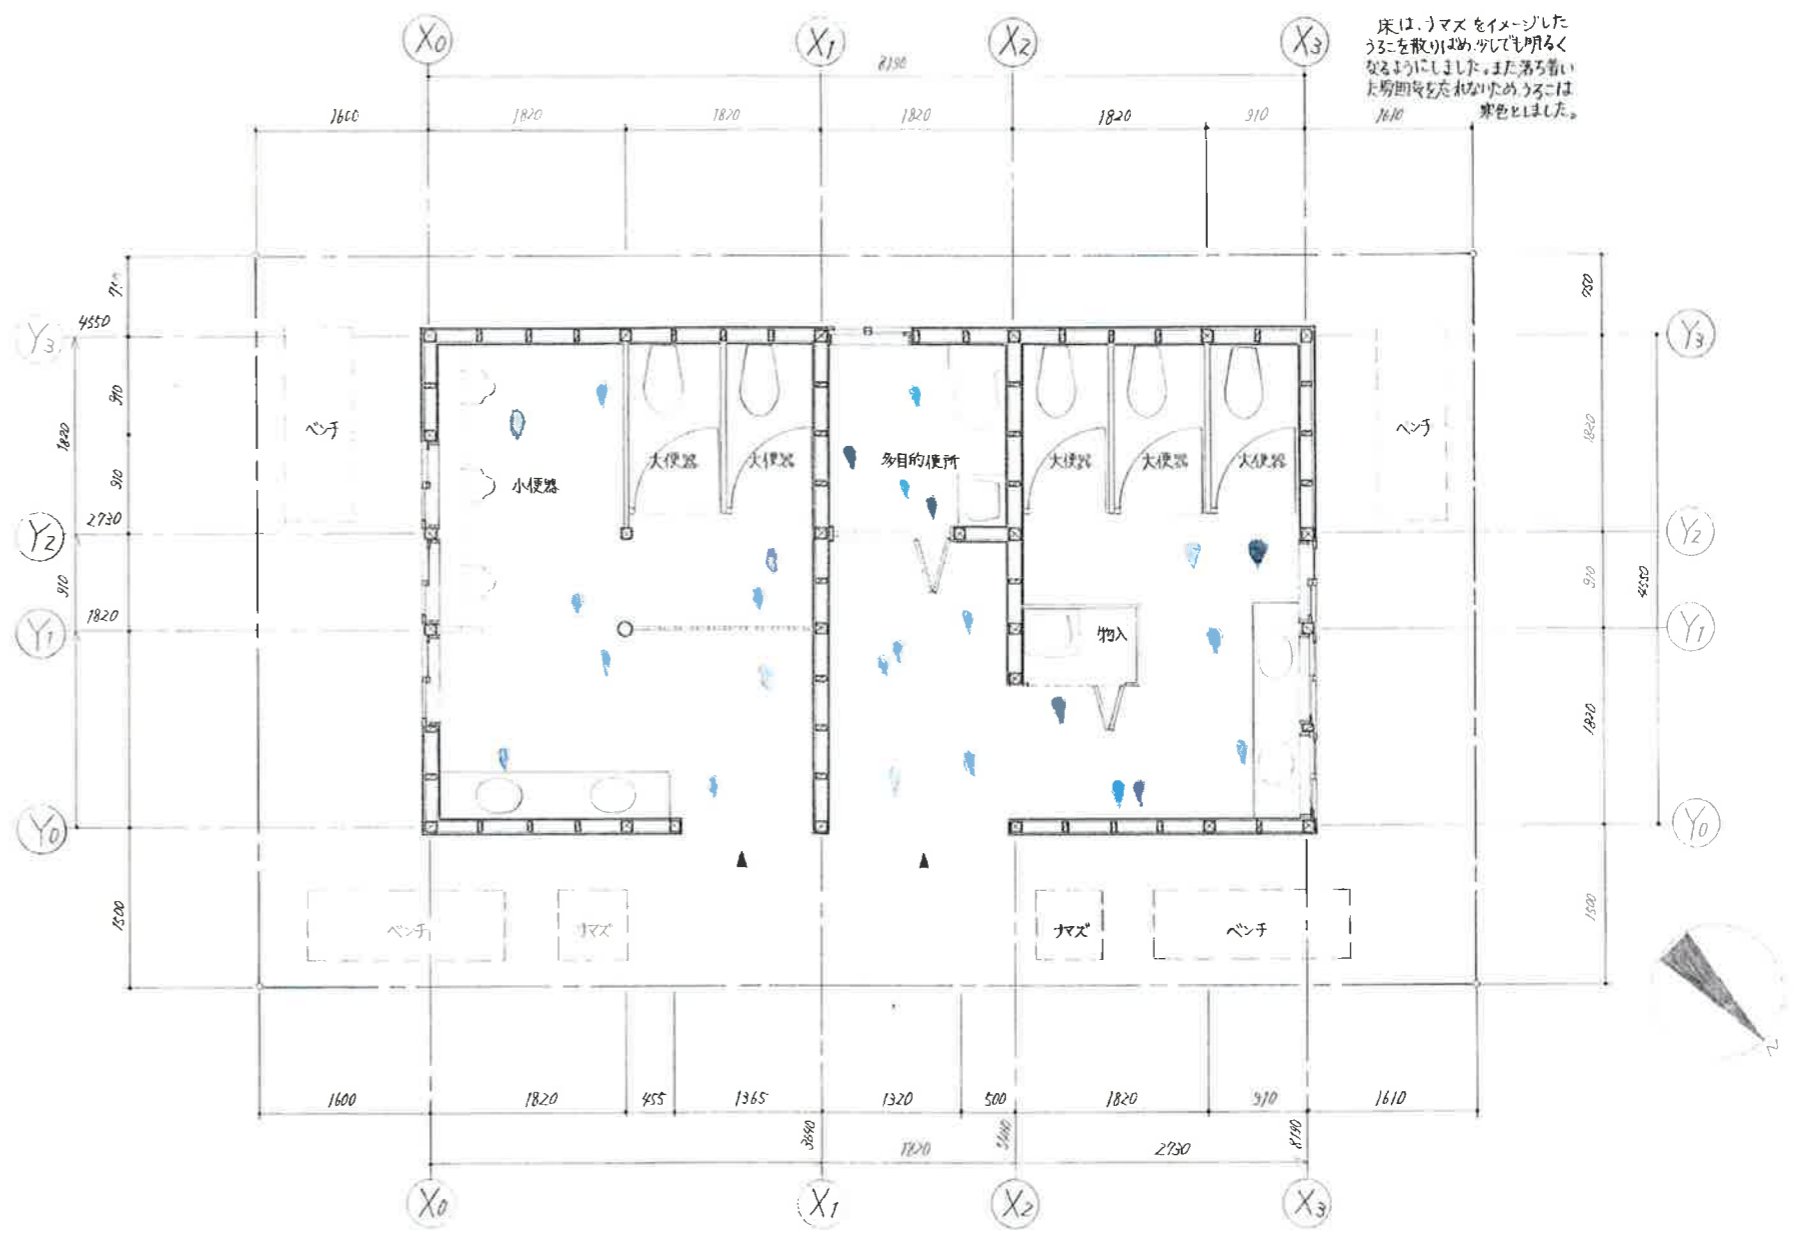 X0 X1 X2 X3
床は、ナマズをイメージした
うろこを散りばめ、少しでも明るく
なるようにしました。また落ち着い
た雰囲気を忘れないため、うろこは
寒色としました。
8190
1600 1820 1820 1820 1820 910 1610
750
4550
Y3
910
1820
910
2730
Y2
910
1820
Y1
Y0
1500
ベンチ
小便器
大便器 大便器
多目的便所
大便器 大便器 大便器
ベンチ
物入
750
Y3
1820
Y2
910
4550
Y1
1820
Y0
1500
ベンチ ナマズ
ナマズ ベンチ
N
1600 1820 455 1365 1320 500 1820 910 1610
3640 1820 2730 8190
X0 X1 X2 X3